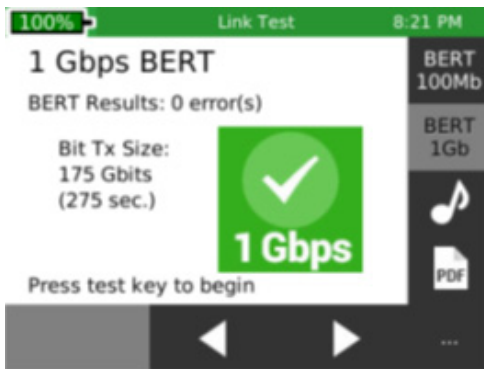 100%
Link Test
8:21 PM
1 Gbps BERT
BERT Results: 0 error(s)
Bit Tx Size:
175 Gbits
(275 sec.)
1 Gbps
Press test key to begin
BERT
100Mb
BERT
1Gb
PDF
...